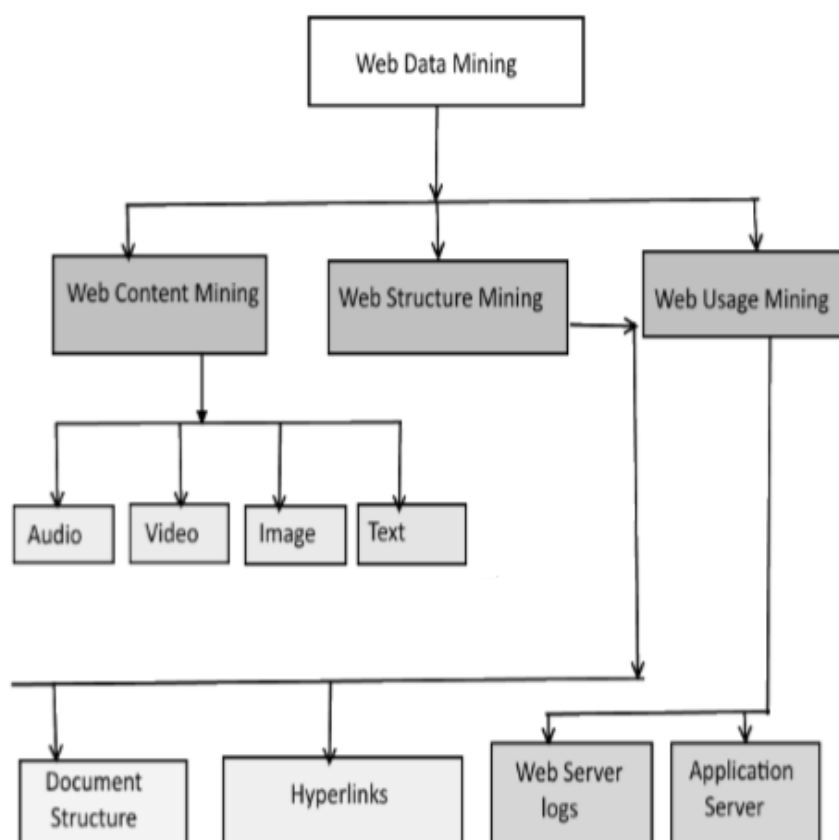 Web Data Mining
Web Content Mining
Web Structure Mining
Web Usage Mining
Audio
Video
Image
Text
Document
Structure
Hyperlinks
Web Server
logs
Application
Server